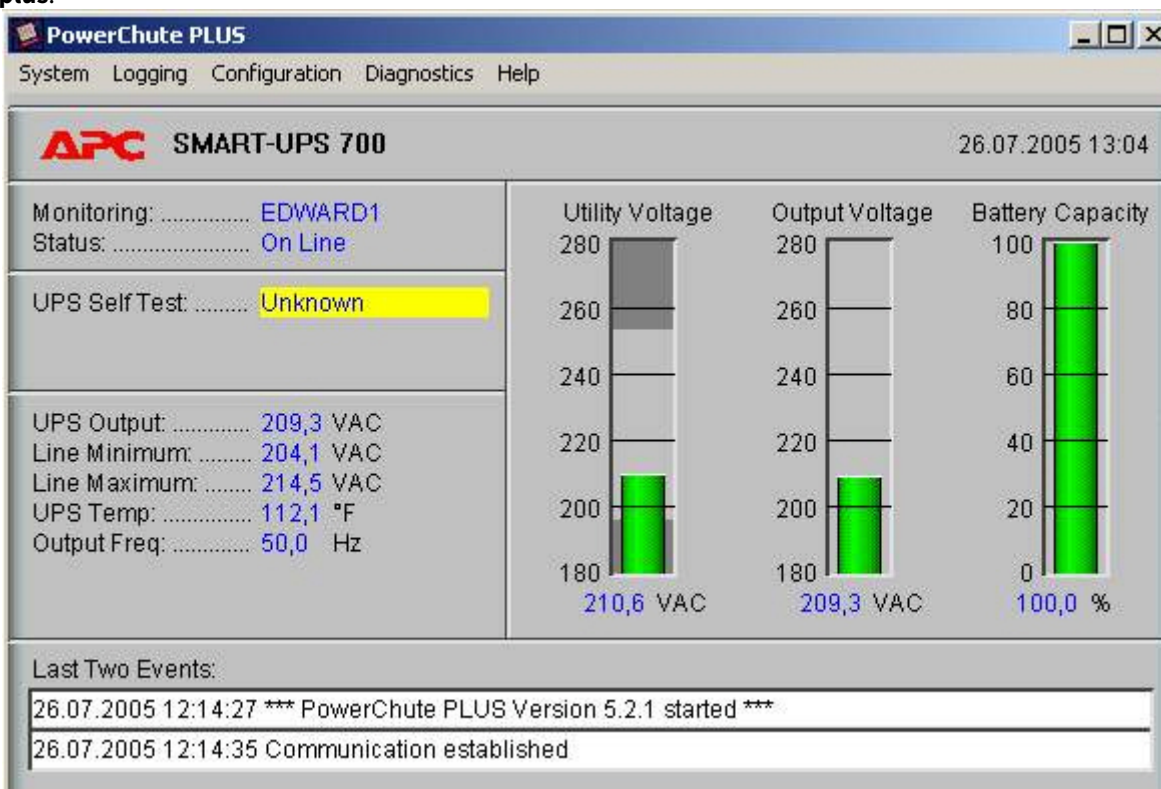 plus.
PowerChute PLUS
System Logging Configuration Diagnostics Help
APC SMART-UPS 700 26.07.2005 13:04
Monitoring: .............. EDWARD1
Status: ...................... On Line
UPS Self Test: ......... Unknown
UPS Output: ............. 209,3 VAC
Line Minimum: ......... 204,1 VAC
Line Maximum: ........ 214,5 VAC
UPS Temp: .............. 112,1 °F
Output Freq: ............ 50,0 Hz
Utility Voltage
280
260
240
220
200
180
210,6 VAC
Output Voltage
280
260
240
220
200
180
209,3 VAC
Battery Capacity
100
80
60
40
20
0
100,0 %
Last Two Events:
26.07.2005 12:14:27 *** PowerChute PLUS Version 5.2.1 started ***
26.07.2005 12:14:35 Communication established